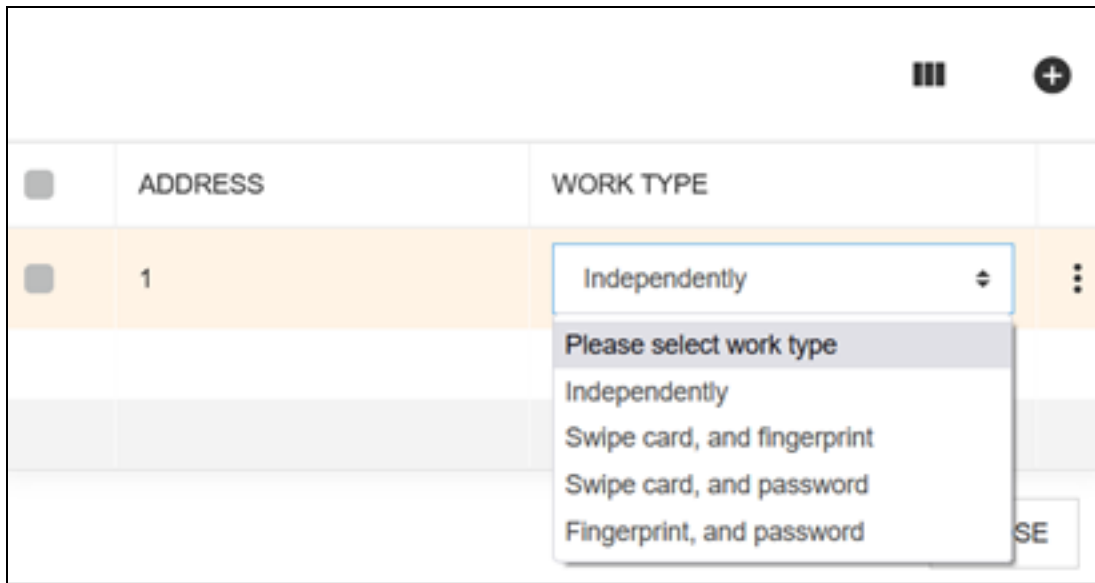 ADDRESS WORK TYPE
1 Independently
Please select work type
Independently
Swipe card, and fingerprint
Swipe card, and password
Fingerprint, and password
SE